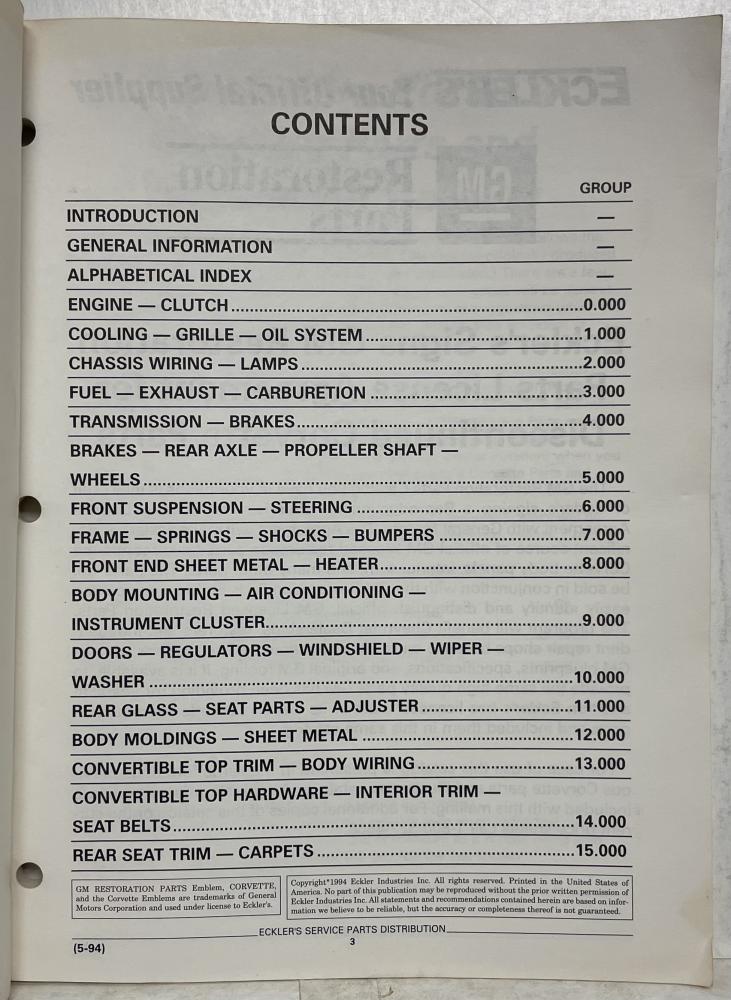 CONTENTS
GROUP
INTRODUCTION —
GENERAL INFORMATION —
ALPHABETICAL INDEX —
ENGINE — CLUTCH ........ 0.000
COOLING — GRILLE — OIL SYSTEM ........ 1.000
CHASSIS WIRING — LAMPS ........ 2.000
FUEL — EXHAUST — CARBURETION ........ 3.000
TRANSMISSION — BRAKES ........ 4.000
BRAKES — REAR AXLE — PROPELLER SHAFT —
WHEELS ........ 5.000
FRONT SUSPENSION — STEERING ........ 6.000
FRAME — SPRINGS — SHOCKS — BUMPERS ........ 7.000
FRONT END SHEET METAL — HEATER ........ 8.000
BODY MOUNTING — AIR CONDITIONING —
INSTRUMENT CLUSTER ........ 9.000
DOORS — REGULATORS — WINDSHIELD — WIPER —
WASHER ........ 10.000
REAR GLASS — SEAT PARTS — ADJUSTER ........ 11.000
BODY MOLDINGS — SHEET METAL ........ 12.000
CONVERTIBLE TOP TRIM — BODY WIRING ........ 13.000
CONVERTIBLE TOP HARDWARE — INTERIOR TRIM —
SEAT BELTS ........ 14.000
REAR SEAT TRIM — CARPETS ........ 15.000
GM RESTORATION PARTS Emblem, CORVETTE,
and the Corvette Emblems are trademarks of General
Motors Corporation and used under license to Eckler's.
Copyright®1994 Eckler Industries Inc. All rights reserved. Printed in the United States of
America. No part of this publication may be reproduced without the prior written permission of
Eckler Industries Inc. All statements and recommendations contained herein are based on infor-
mation we believe to be reliable, but the accuracy or completeness thereof is not guaranteed.
ECKLER'S SERVICE PARTS DISTRIBUTION
(5-94)
3